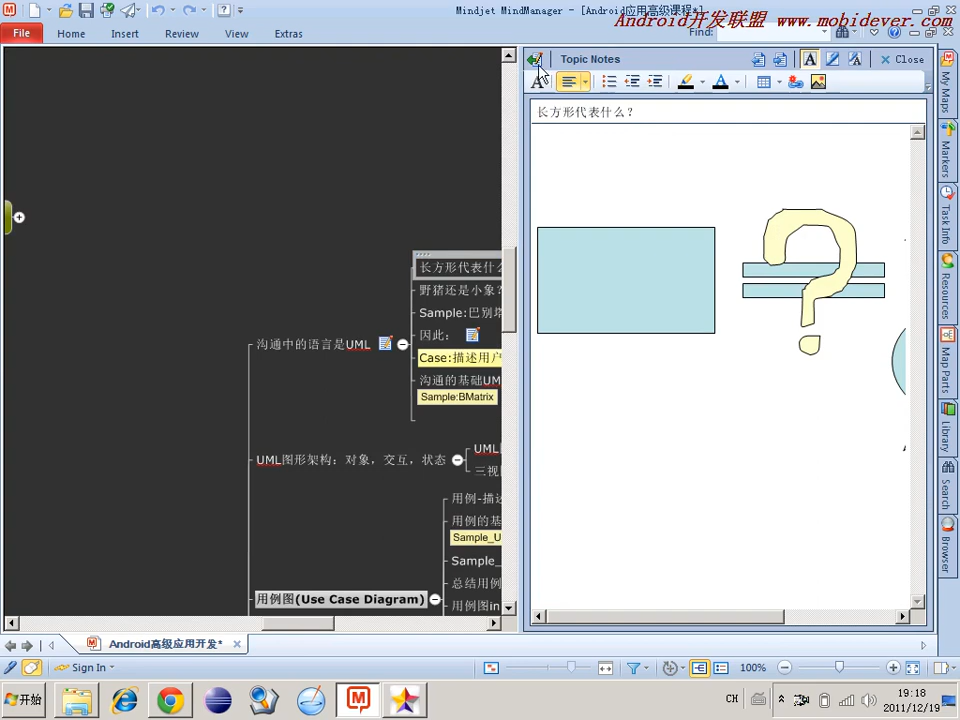 Mindjet MindManager - [Android应用高级课程*]
Android开发联盟 www.mobidever.com
File Home Insert Review View Extras Find:
Topic Notes Close
长方形代表什么?
长方形代表什
野猪还是小象?
Sample:巴别塔
沟通中的语言是UML
因此:
Case:描述用户
沟通的基础UM
Sample:BMatrix
UML图形架构: 对象, 交互, 状态
UML
三视
用例-描述
用例的基
Sample_U
Sample_
总结用例
用例图(Use Case Diagram)
用例图in
My Maps
Markers
Task Info
Resources
Map Parts
Library
Search
Browser
Android高级应用开发*
Sign In 100%
开始 CH 19:18
2011/12/19